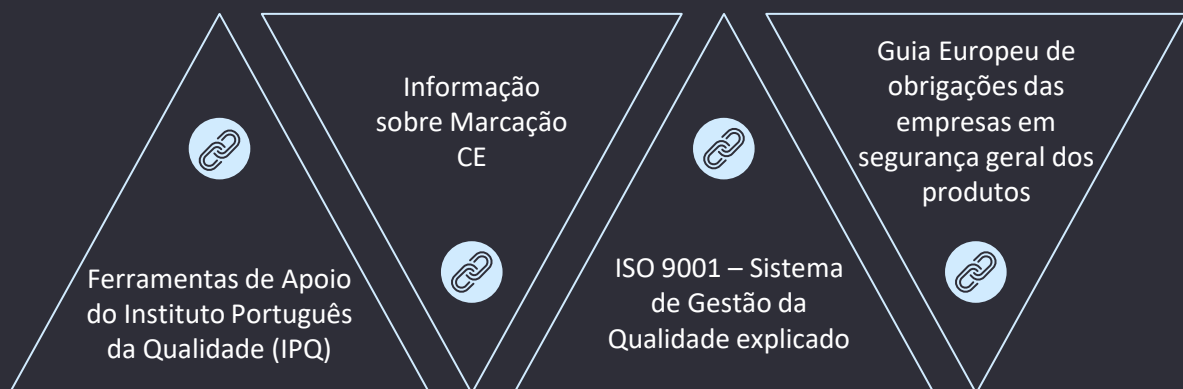 Ferramentas de Apoio
do Instituto Português
da Qualidade (IPQ)
Informação
sobre Marcação
CE
ISO 9001 – Sistema
de Gestão da
Qualidade explicado
Guia Europeu de
obrigações das
empresas em
segurança geral dos
produtos